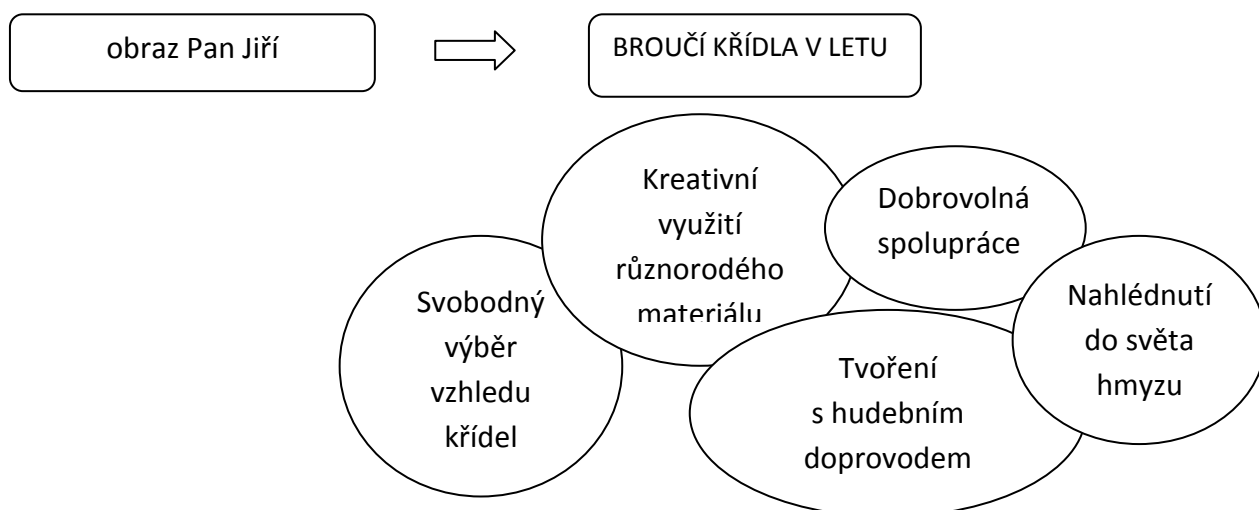 obraz Pan Jiří
BROUČÍ KŘÍDLA V LETU
Kreativní
využití
různorodého
materiálu
Dobrovolná
spolupráce
Svobodný
výběr
vzhledu
křídel
Tvoření
s hudebním
doprovodem
Nahlédnutí
do světa
hmyzu